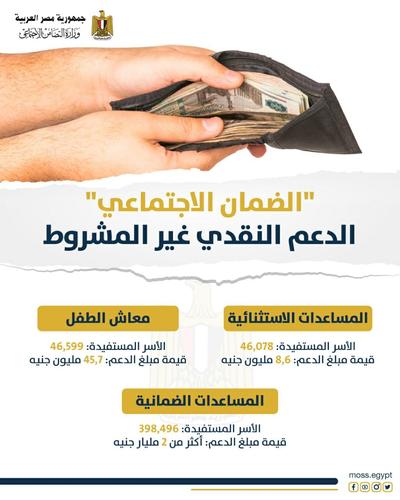 جمهورية مصر العربية
وزارة التضامن الاجتماعي
"الضمان الاجتماعي"
الدعم النقدي غير المشروط
المساعدات الاستثنائية
الأسر المستفيدة: 46,078
قيمة مبلغ الدعم: 8,6 مليون جنيه
معاش الطفل
الأسر المستفيدة: 46,599
قيمة مبلغ الدعم: 45,7 مليون جنيه
المساعدات الضمانية
الأسر المستفيدة: 398,496
قيمة مبلغ الدعم: أكثر من 2 مليار جنيه
moss.egypt